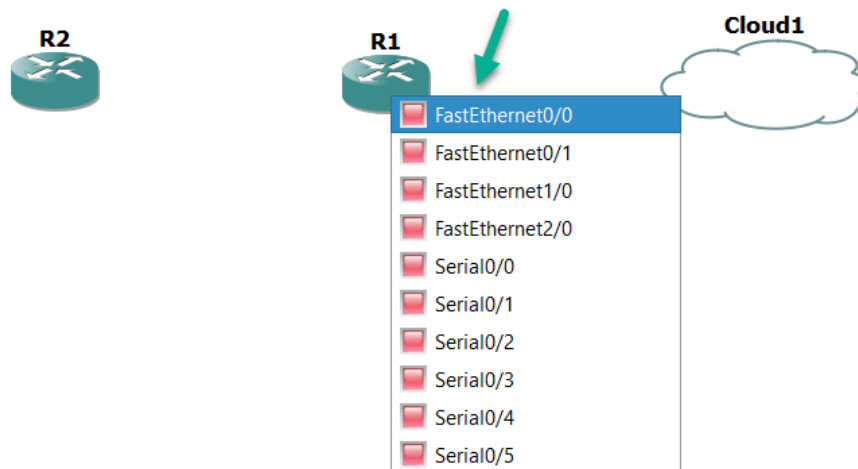 R2
R1
Cloud1
FastEthernet0/0
FastEthernet0/1
FastEthernet1/0
FastEthernet2/0
Serial0/0
Serial0/1
Serial0/2
Serial0/3
Serial0/4
Serial0/5